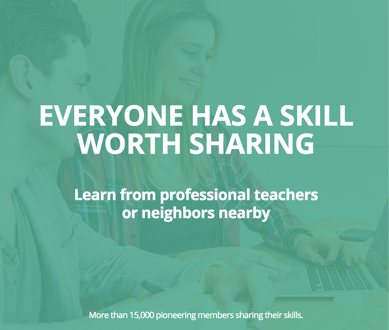 EVERYONE HAS A SKILL
WORTH SHARING
Learn from professional teachers
or neighbors nearby
More than 15,000 pioneering members sharing their skills.